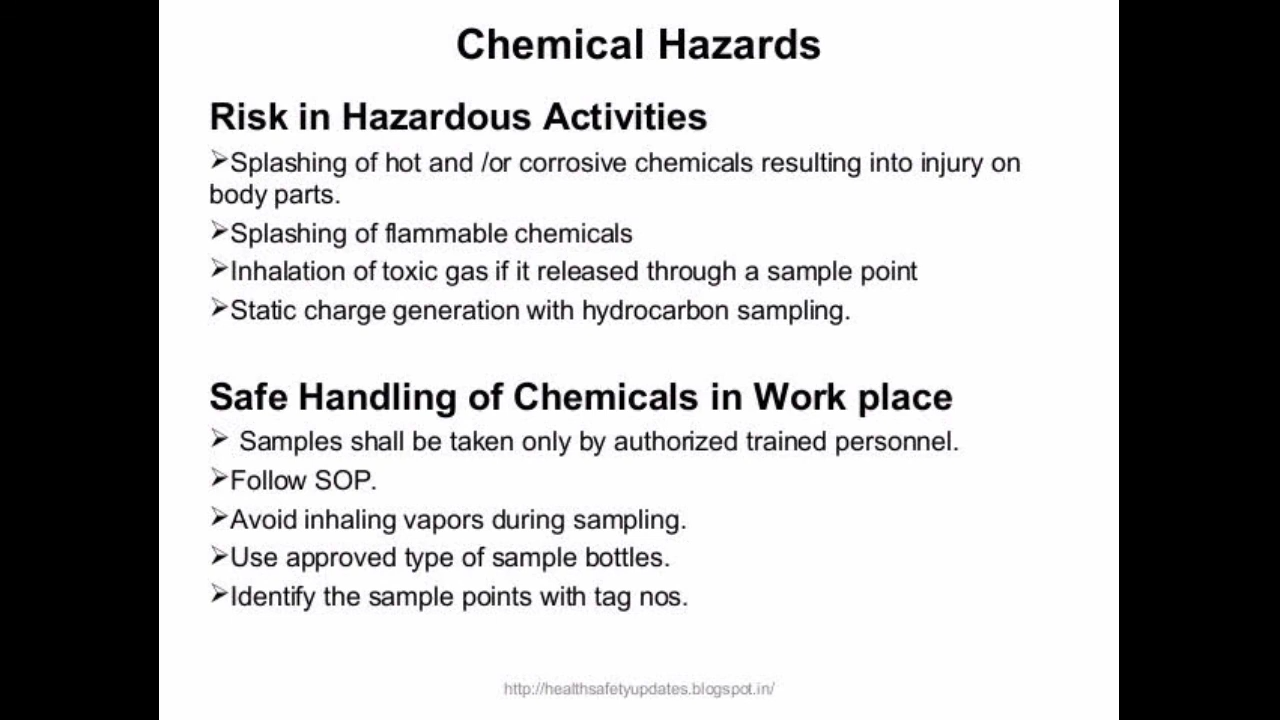 Chemical Hazards
Risk in Hazardous Activities
➢Splashing of hot and /or corrosive chemicals resulting into injury on
body parts.
➢Splashing of flammable chemicals
➢Inhalation of toxic gas if it released through a sample point
➢Static charge generation with hydrocarbon sampling.
Safe Handling of Chemicals in Work place
➢ Samples shall be taken only by authorized trained personnel.
➢Follow SOP.
➢Avoid inhaling vapors during sampling.
➢Use approved type of sample bottles.
➢Identify the sample points with tag nos.
http://healthsafetyupdates.blogspot.in/